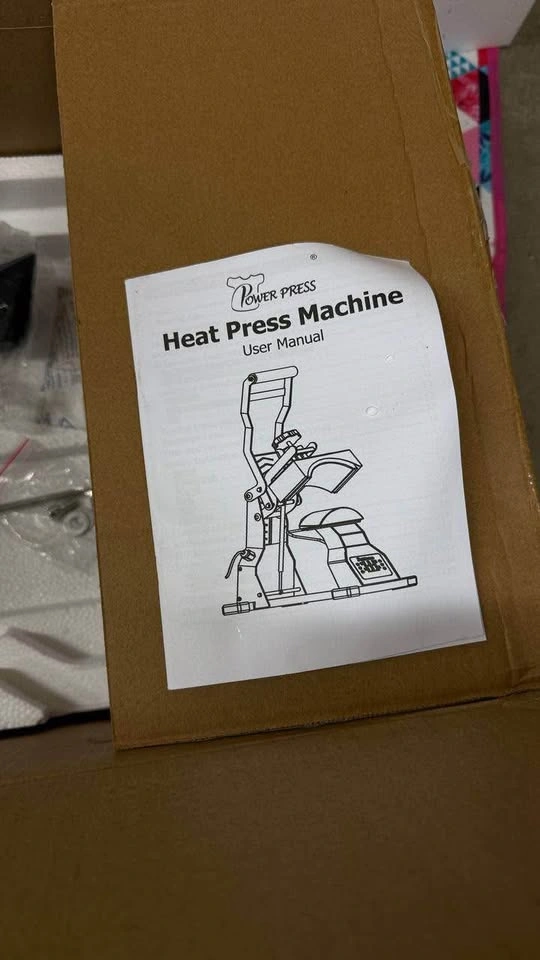 ®
POWER PRESS
Heat Press Machine
User Manual